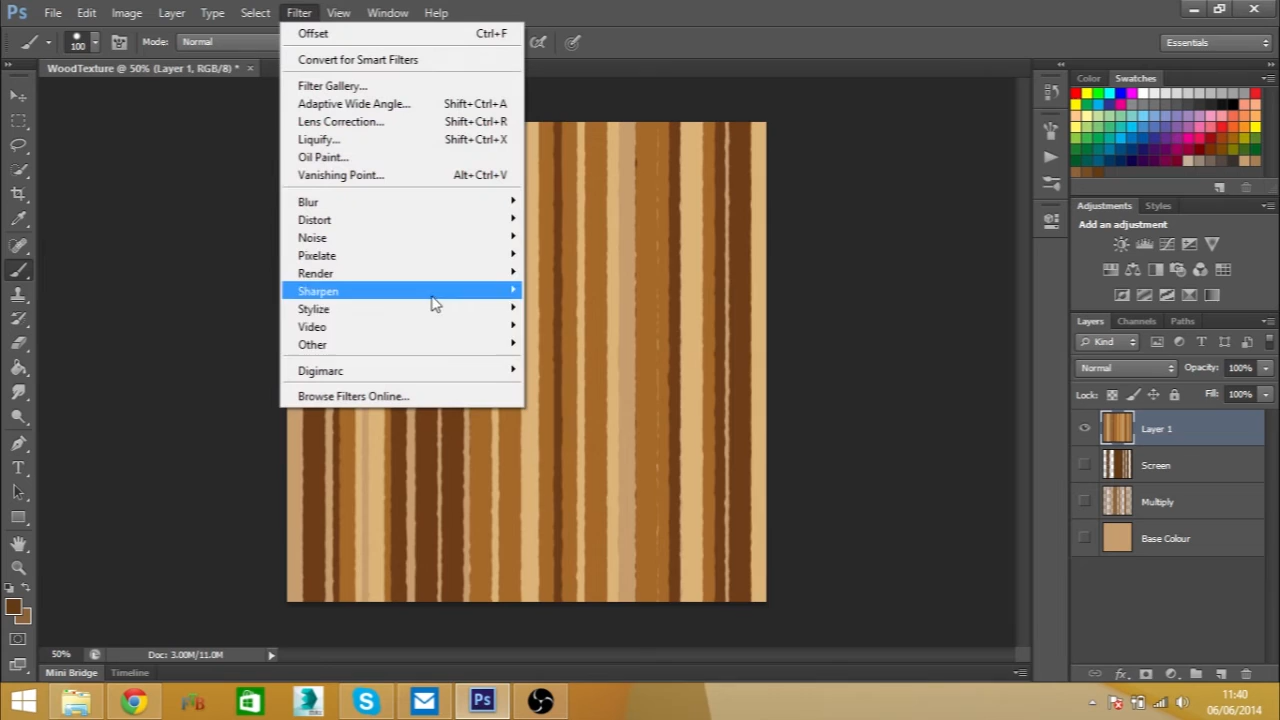 Ps File Edit Image Layer Type Select Filter View Window Help
100 Mode: Normal Essentials
WoodTexture @ 50% (Layer 1, RGB/8) * ×
Offset Ctrl+F
Convert for Smart Filters
Filter Gallery...
Adaptive Wide Angle... Shift+Ctrl+A
Lens Correction... Shift+Ctrl+R
Liquify... Shift+Ctrl+X
Oil Paint...
Vanishing Point... Alt+Ctrl+V
Blur
Distort
Noise
Pixelate
Render
Sharpen
Stylize
Video
Other
Digimarc
Browse Filters Online...
Color Swatches
Adjustments Styles
Add an adjustment
Layers Channels Paths
Kind
Normal Opacity: 100%
Lock: Fill: 100%
Layer 1
Screen
Multiply
Base Colour
50% Doc: 3.00M/11.0M
Mini Bridge Timeline
Ps
11:40
06/06/2014